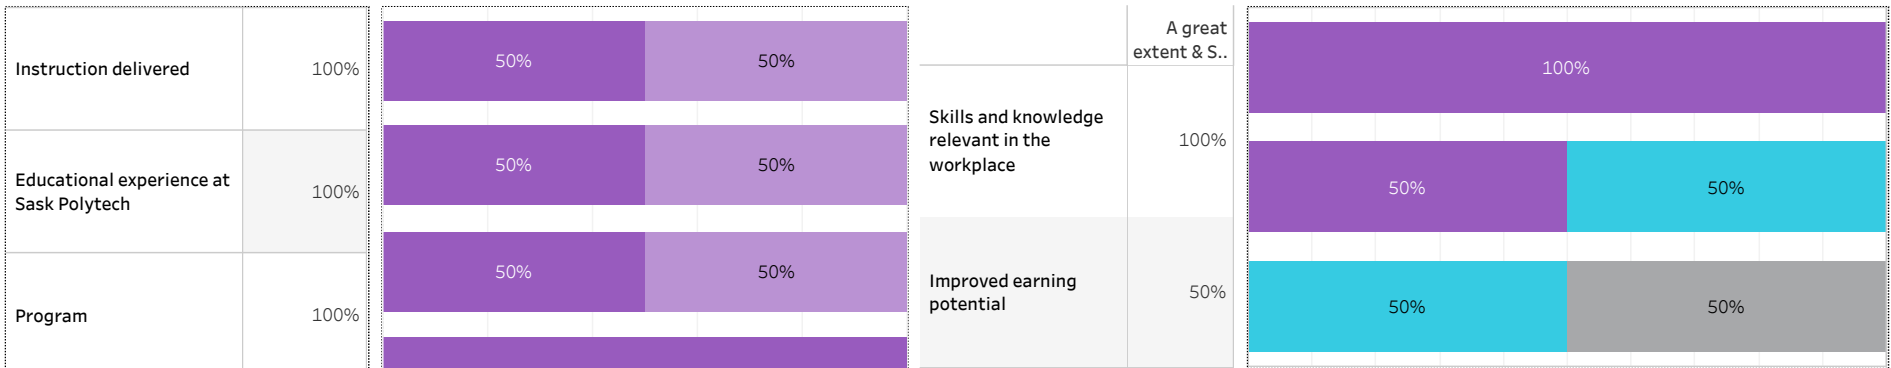 Instruction delivered
100%
50%
50%
Educational experience at
Sask Polytech
100%
50%
50%
Program
100%
50%
50%
A great
extent & S..
Skills and knowledge
relevant in the
workplace
100%
Improved earning
potential
50%
100%
50%
50%
50%
50%